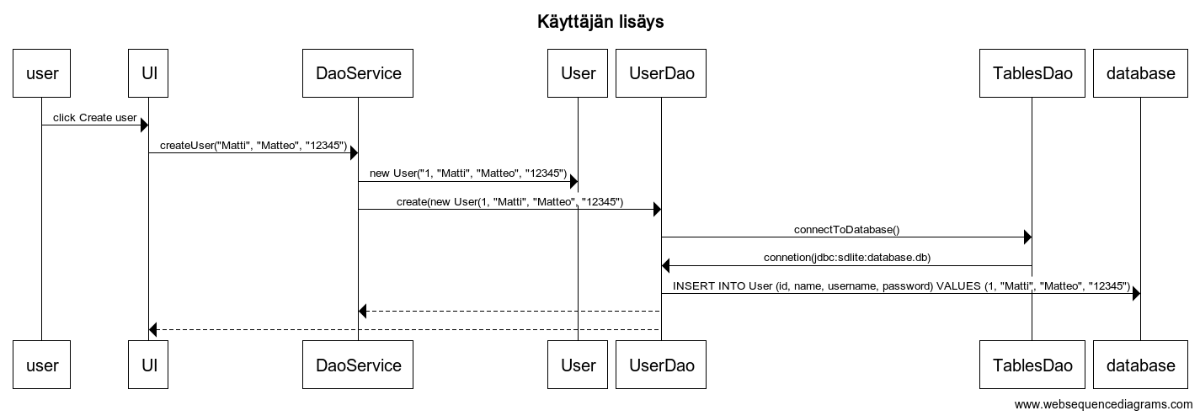 Käyttäjän lisäys
user UI DaoService User UserDao TablesDao database
click Create user
createUser("Matti", "Matteo", "12345")
new User("1, "Matti", "Matteo", "12345")
create(new User(1, "Matti", "Matteo", "12345")
connectToDatabase()
connetion(jdbc:sdlite:database.db)
INSERT INTO User (id, name, username, password) VALUES (1, "Matti", "Matteo", "12345")
user UI DaoService User UserDao TablesDao database
www.websequencediagrams.com